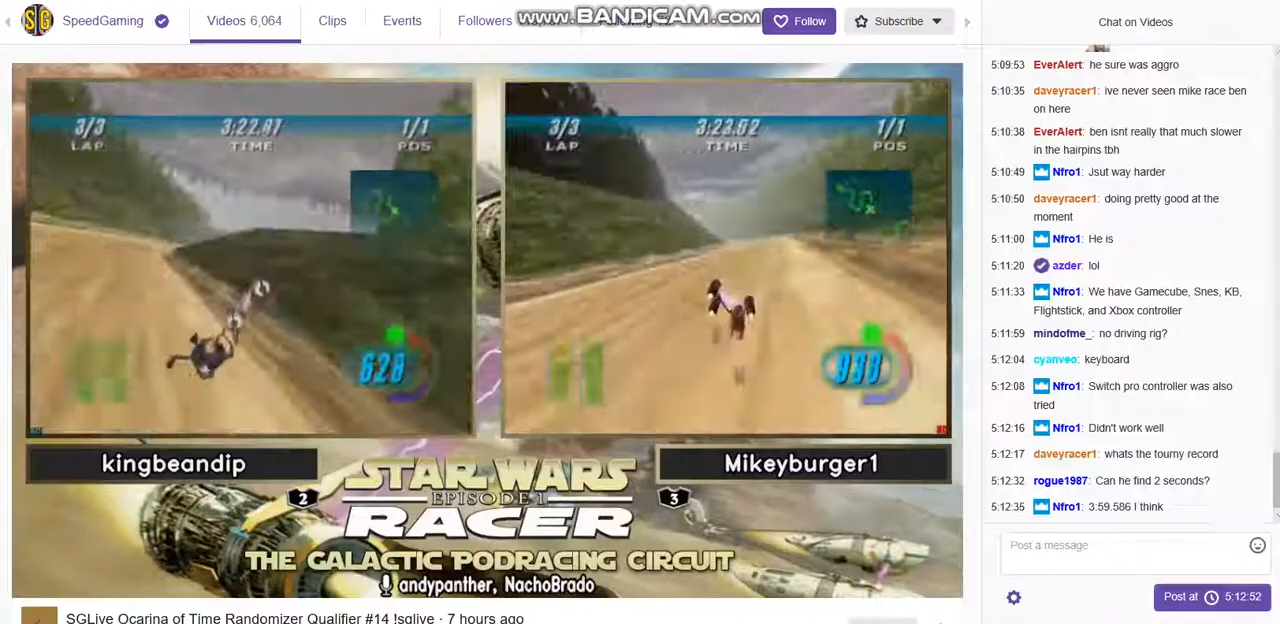 SG SpeedGaming Videos 6,064 Clips Events Followers Follow Subscribe
www.BANDICAM.com
3/3 3:22.47 1/1
LAP TIME POS
628
3/3 3:23.52 1/1
LAP TIME POS
kingbeandip
Mikeyburger1
2
3
STAR WARS
EPISODE I
RACER
THE GALACTIC PODRACING CIRCUIT
andypanther, NachoBrado
SGLive Ocarina of Time Randomizer Qualifier #14 !sglive · 7 hours ago
Chat on Videos
5:09:53 EverAlert: he sure was aggro
5:10:35 daveyracer1: ive never seen mike race ben
on here
5:10:38 EverAlert: ben isnt really that much slower
in the hairpins tbh
5:10:49 Nfro1: Jsut way harder
5:10:50 daveyracer1: doing pretty good at the
moment
5:11:00 Nfro1: He is
5:11:20 azder: lol
5:11:33 Nfro1: We have Gamecube, Snes, KB,
Flightstick, and Xbox controller
5:11:59 mindofme_: no driving rig?
5:12:04 cyanveo: keyboard
5:12:08 Nfro1: Switch pro controller was also
tried
5:12:16 Nfro1: Didn't work well
5:12:17 daveyracer1: whats the tourny record
5:12:32 rogue1987: Can he find 2 seconds?
5:12:35 Nfro1: 3:59.586 I think
Post a message
Post at 5:12:52